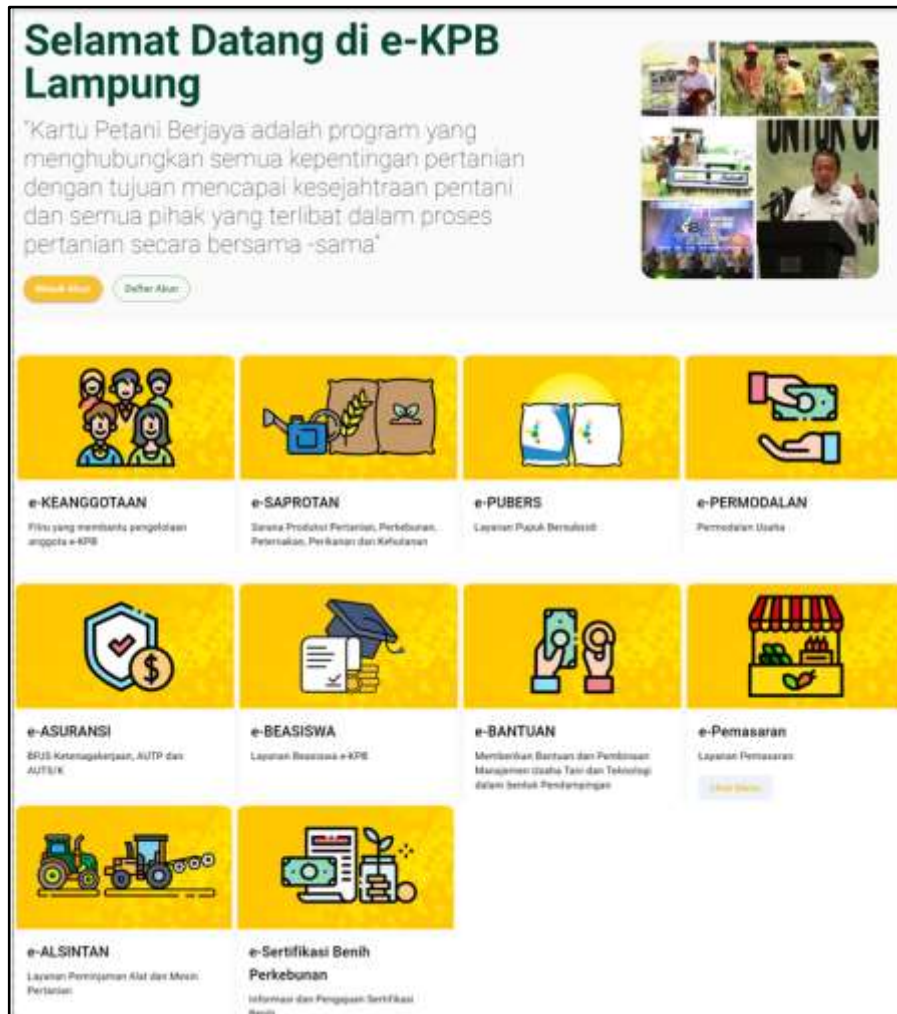 Selamat Datang di e-KPB
Lampung
"Kartu Petani Berjaya adalah program yang
menghubungkan semua kepentingan pertanian
dengan tujuan mencapai kesejahtraan pentani
dan semua pihak yang terlibat dalam proses
pertanian secara bersama -sama"
Masuk Akun
Daftar Akun
UNTUK
e-KEANGGOTAAN
Fitru yang membantu pengelolaan
anggota e-KPB
e-SAPROTAN
Sarana Produksi Pertanian, Perkebunan,
Peternakan, Perikanan dan Kehutanan
e-PUBERS
Layanan Pupuk Bersubsidi
e-PERMODALAN
Permodalan Usaha
e-ASURANSI
BPJS Ketenagakerjaan, AUTP dan
AUTS/K
e-BEASISWA
Layanan Beasiswa e-KPB
e-BANTUAN
Memberikan Bantuan dan Pembinaan
Manajemen Usaha Tani dan Teknologi
dalam bentuk Pendampingan
e-Pemasaran
Layanan Pemasaran
e-ALSINTAN
Layanan Peminjaman Alat dan Mesin
Pertanian
e-Sertifikasi Benih
Perkebunan
Informasi dan Pengajuan Sertifikasi
Benih